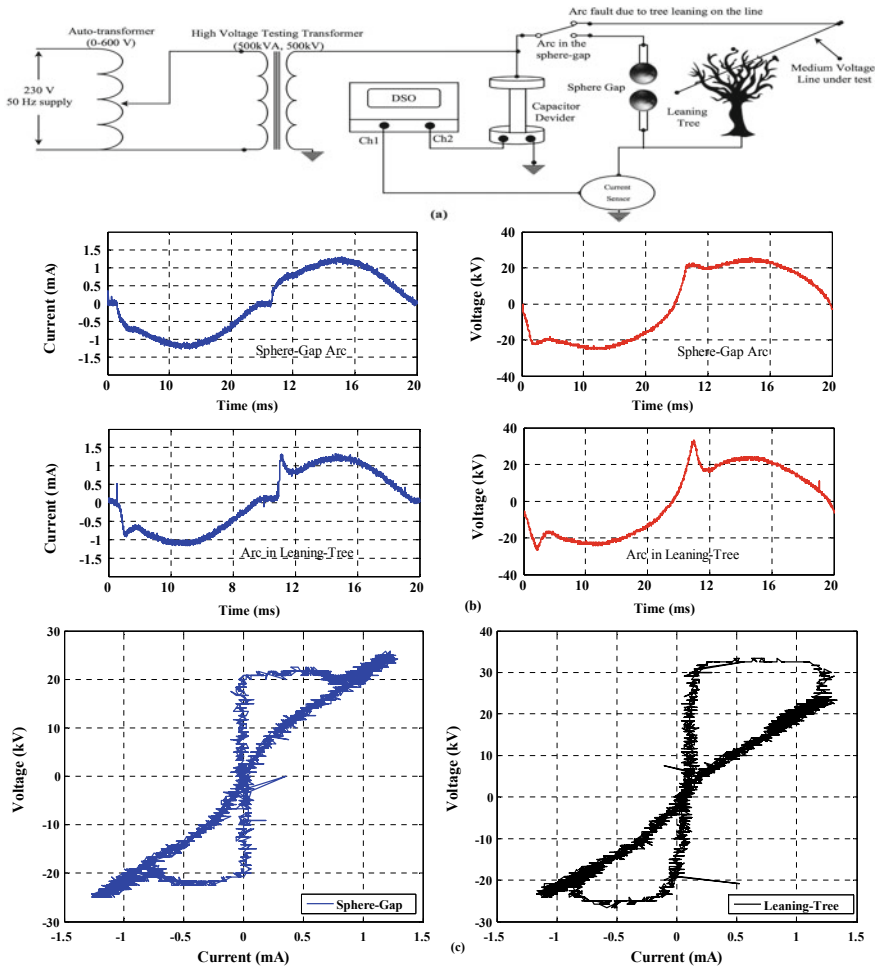 Arc fault due to tree leaning on the line
Auto-transformer
(0-600 V)
High Voltage Testing Transformer
(500kVA, 500kV)
Arc in the
sphere-gap
230 V
50 Hz supply
DSO
Ch1
Ch2
Capacitor
Devider
Sphere Gap
Leaning
Tree
Medium Voltage
Line under test
Current
Sensor
(a)
Current (mA)
1.5
1
0.5
0
-0.5
-1
-1.5
Sphere-Gap Arc
0 10 20 12 16 20
Time (ms)
Voltage (kV)
40
20
0
-20
-40
Sphere-Gap Arc
0 10 20 12 16 20
Time (ms)
Current (mA)
1.5
1
0.5
0
-0.5
-1
-1.5
Arc in Leaning-Tree
0 10 20 12 16 20
Time (ms)
Voltage (kV)
40
20
0
-20
-40
Arc in Leaning-Tree
0 10 20 12 16 20
Time (ms)
(b)
Voltage (kV)
30
20
10
0
-10
-20
-30
Sphere-Gap
-1.5 -1 -0.5 0 0.5 1 1.5
Current (mA)
Voltage (kV)
40
30
20
10
0
-10
-20
-30
Leaning-Tree
-1.5 -1 -0.5 0 0.5 1 1.5
Current (mA)
(c)